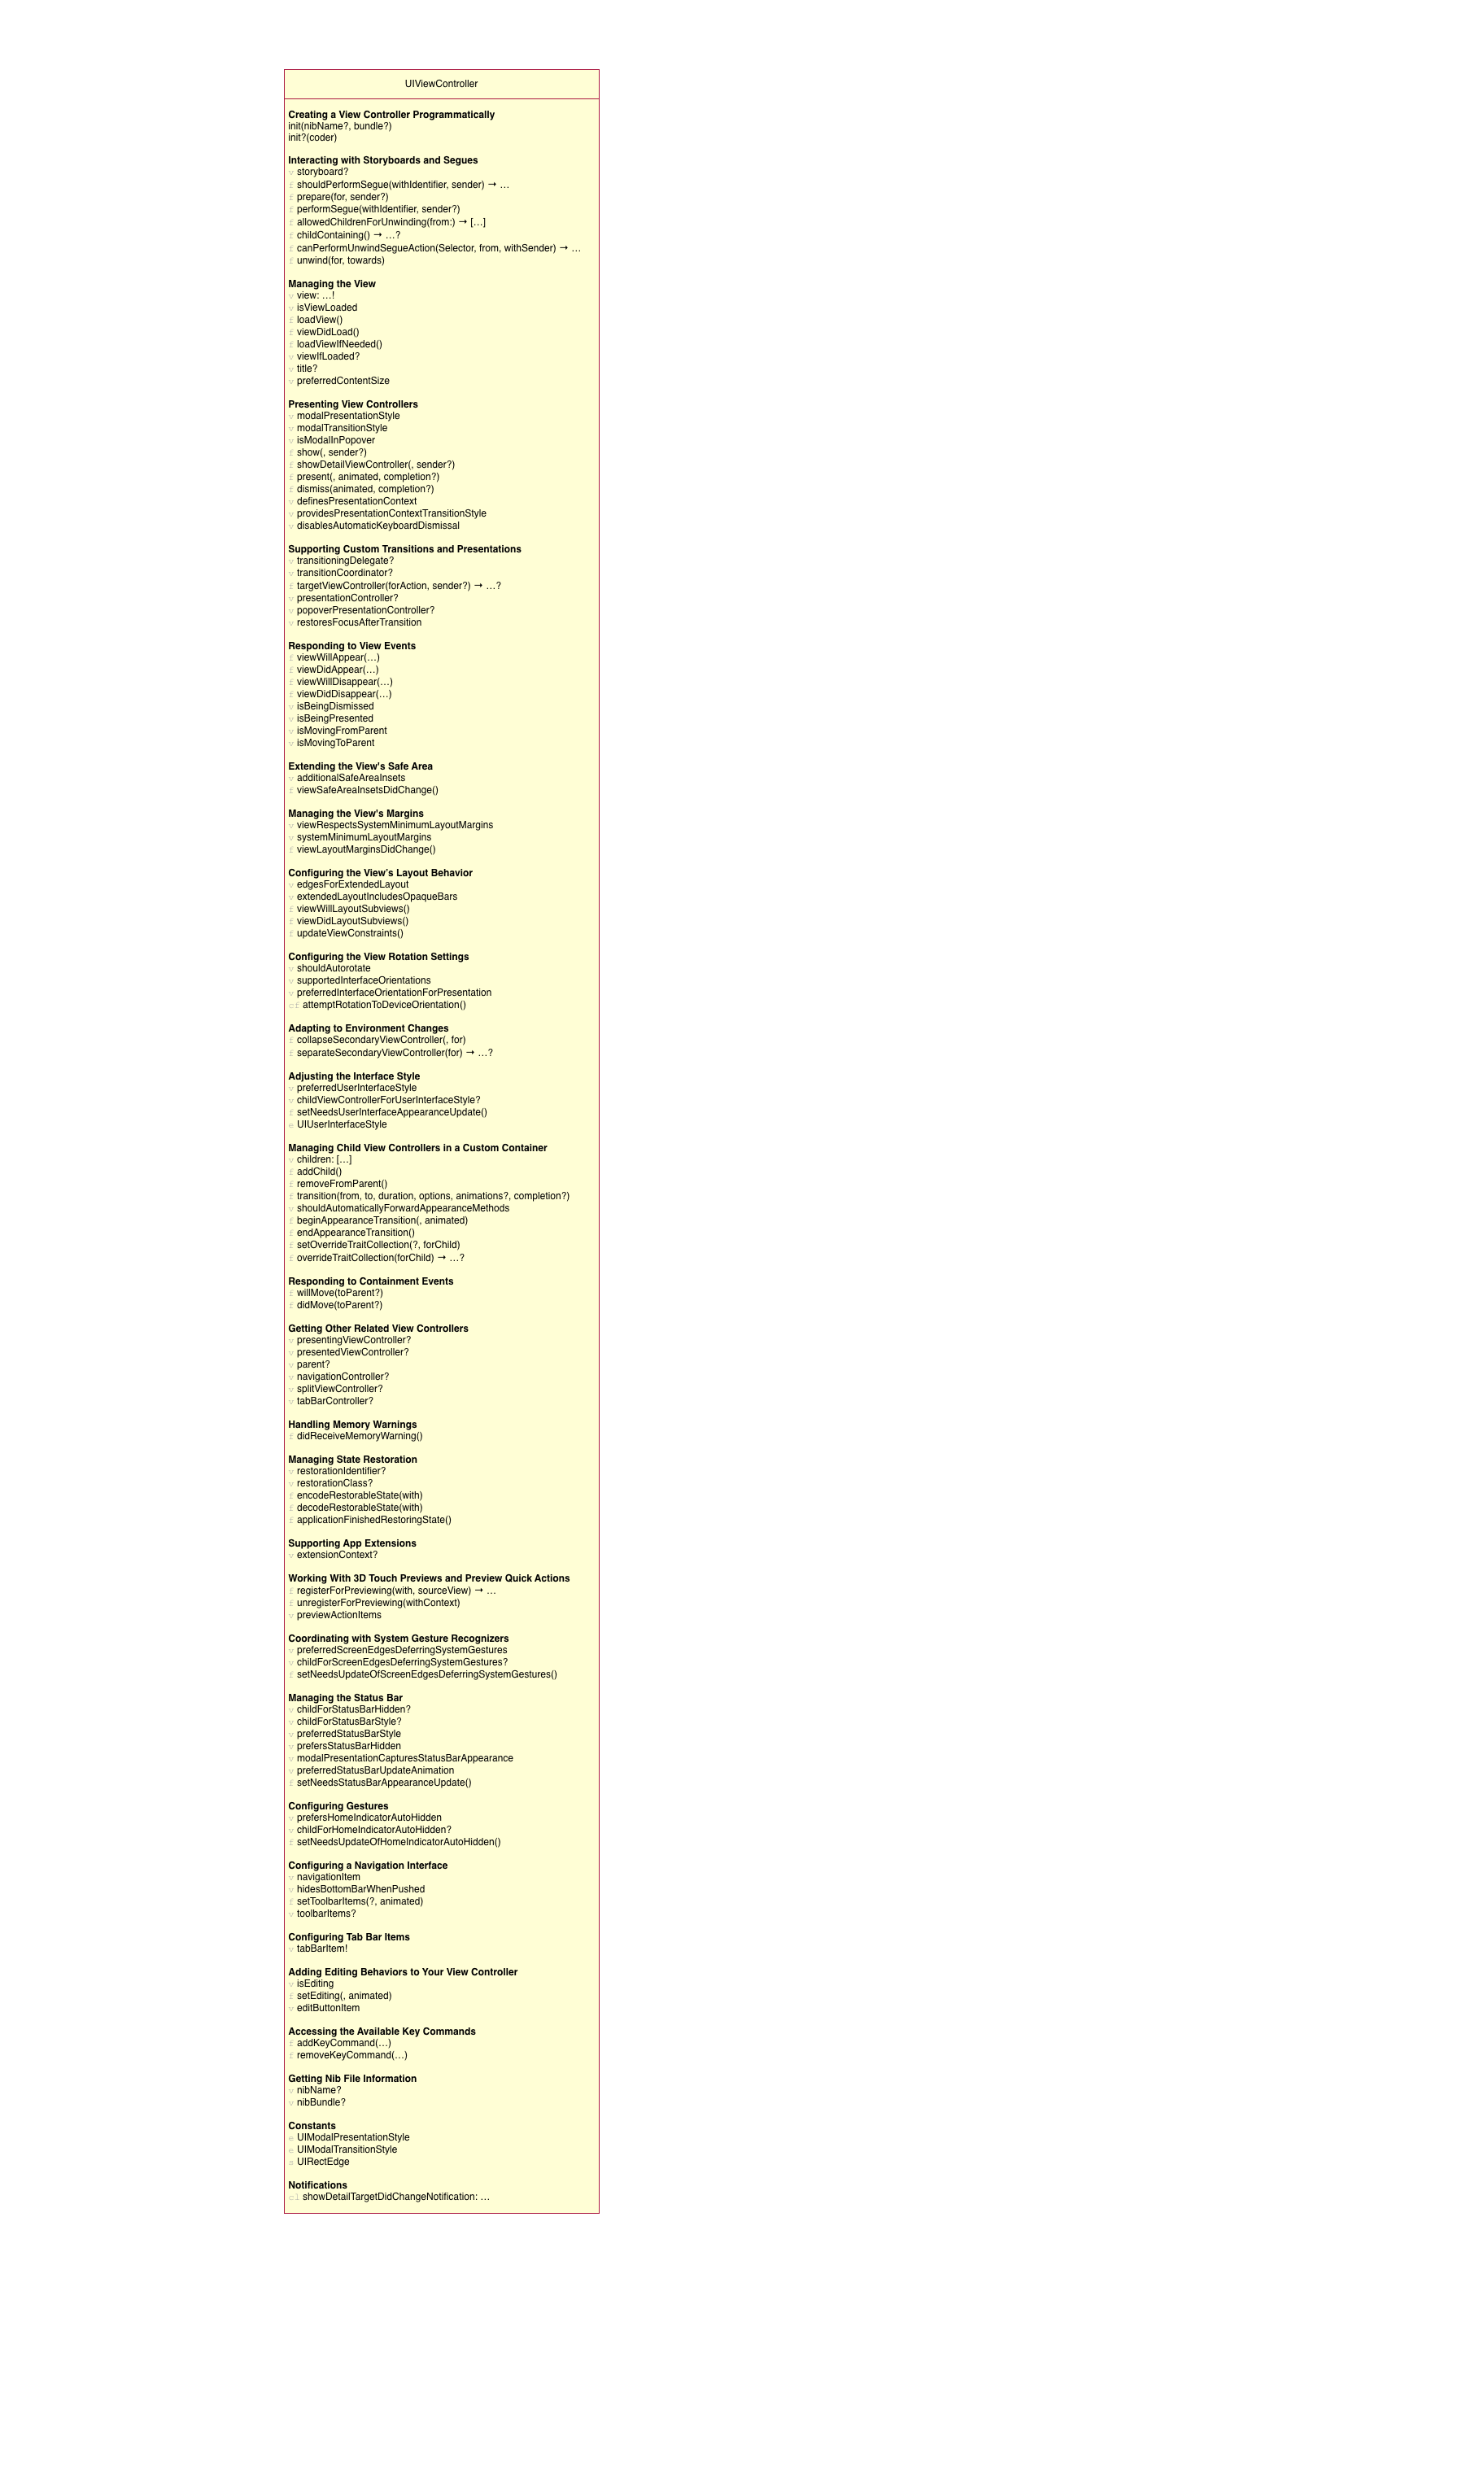 UIViewController
Creating a View Controller Programmatically
init(nibName?, bundle?)
init?(coder)
Interacting with Storyboards and Segues
v storyboard?
f shouldPerformSegue(withIdentifier, sender) → …
f prepare(for, sender?)
f performSegue(withIdentifier, sender?)
f allowedChildrenForUnwinding(from:) → […]
f childContaining() → …?
f canPerformUnwindSegueAction(Selector, from, withSender) → …
f unwind(for, towards)
Managing the View
v view: …!
v isViewLoaded
f loadView()
f viewDidLoad()
f loadViewIfNeeded()
v viewIfLoaded?
v title?
v preferredContentSize
Presenting View Controllers
v modalPresentationStyle
v modalTransitionStyle
v isModalInPopover
f show(, sender?)
f showDetailViewController(, sender?)
f present(, animated, completion?)
f dismiss(animated, completion?)
v definesPresentationContext
v providesPresentationContextTransitionStyle
v disablesAutomaticKeyboardDismissal
Supporting Custom Transitions and Presentations
v transitioningDelegate?
v transitionCoordinator?
f targetViewController(forAction, sender?) → …?
v presentationController?
v popoverPresentationController?
v restoresFocusAfterTransition
Responding to View Events
f viewWillAppear(…)
f viewDidAppear(…)
f viewWillDisappear(…)
f viewDidDisappear(…)
v isBeingDismissed
v isBeingPresented
v isMovingFromParent
v isMovingToParent
Extending the View's Safe Area
v additionalSafeAreaInsets
f viewSafeAreaInsetsDidChange()
Managing the View's Margins
v viewRespectsSystemMinimumLayoutMargins
v systemMinimumLayoutMargins
f viewLayoutMarginsDidChange()
Configuring the View’s Layout Behavior
v edgesForExtendedLayout
v extendedLayoutIncludesOpaqueBars
f viewWillLayoutSubviews()
f viewDidLayoutSubviews()
f updateViewConstraints()
Configuring the View Rotation Settings
v shouldAutorotate
v supportedInterfaceOrientations
v preferredInterfaceOrientationForPresentation
cf attemptRotationToDeviceOrientation()
Adapting to Environment Changes
f collapseSecondaryViewController(, for)
f separateSecondaryViewController(for) → …?
Adjusting the Interface Style
v preferredUserInterfaceStyle
v childViewControllerForUserInterfaceStyle?
f setNeedsUserInterfaceAppearanceUpdate()
e UIUserInterfaceStyle
Managing Child View Controllers in a Custom Container
v children: […]
f addChild()
f removeFromParent()
f transition(from, to, duration, options, animations?, completion?)
v shouldAutomaticallyForwardAppearanceMethods
f beginAppearanceTransition(, animated)
f endAppearanceTransition()
f setOverrideTraitCollection(?, forChild)
f overrideTraitCollection(forChild) → …?
Responding to Containment Events
f willMove(toParent?)
f didMove(toParent?)
Getting Other Related View Controllers
v presentingViewController?
v presentedViewController?
v parent?
v navigationController?
v splitViewController?
v tabBarController?
Handling Memory Warnings
f didReceiveMemoryWarning()
Managing State Restoration
v restorationIdentifier?
v restorationClass?
f encodeRestorableState(with)
f decodeRestorableState(with)
f applicationFinishedRestoringState()
Supporting App Extensions
v extensionContext?
Working With 3D Touch Previews and Preview Quick Actions
f registerForPreviewing(with, sourceView) → …
f unregisterForPreviewing(withContext)
v previewActionItems
Coordinating with System Gesture Recognizers
v preferredScreenEdgesDeferringSystemGestures
v childForScreenEdgesDeferringSystemGestures?
f setNeedsUpdateOfScreenEdgesDeferringSystemGestures()
Managing the Status Bar
v childForStatusBarHidden?
v childForStatusBarStyle?
v preferredStatusBarStyle
v prefersStatusBarHidden
v modalPresentationCapturesStatusBarAppearance
v preferredStatusBarUpdateAnimation
f setNeedsStatusBarAppearanceUpdate()
Configuring Gestures
v prefersHomeIndicatorAutoHidden
v childForHomeIndicatorAutoHidden?
f setNeedsUpdateOfHomeIndicatorAutoHidden()
Configuring a Navigation Interface
v navigationItem
v hidesBottomBarWhenPushed
f setToolbarItems(?, animated)
v toolbarItems?
Configuring Tab Bar Items
v tabBarItem!
Adding Editing Behaviors to Your View Controller
v isEditing
f setEditing(, animated)
v editButtonItem
Accessing the Available Key Commands
f addKeyCommand(…)
f removeKeyCommand(…)
Getting Nib File Information
v nibName?
v nibBundle?
Constants
e UIModalPresentationStyle
e UIModalTransitionStyle
UIRectEdge
Notifications
showDetailTargetDidChangeNotification: …